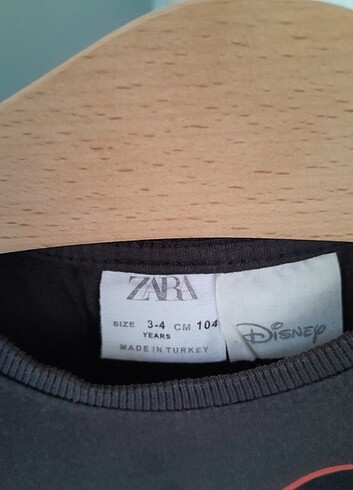 ZARA
SIZE 3-4 CM 104
YEARS
MADE IN TURKEY
Disney